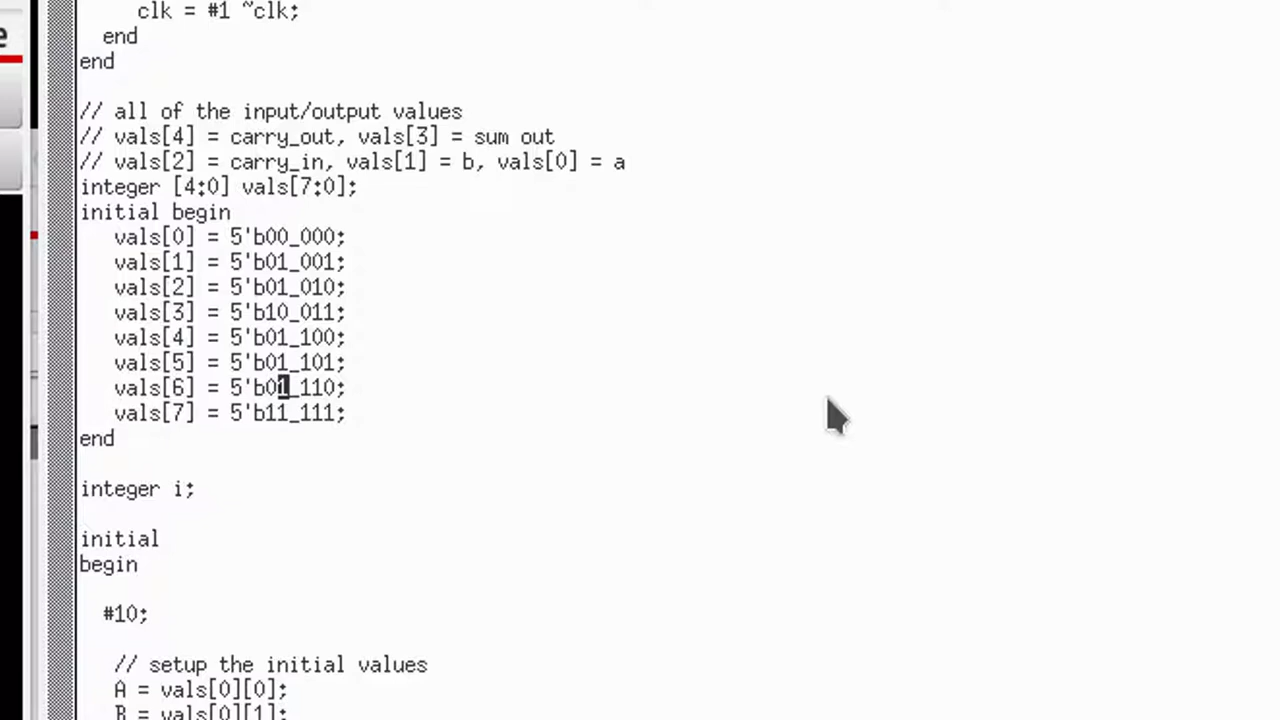 e
clk = #1 ~clk;
end
end
// all of the input/output values
// vals[4] = carry_out, vals[3] = sum out
// vals[2] = carry_in, vals[1] = b, vals[0] = a
integer [4:0] vals[7:0];
initial begin
vals[0] = 5'b00_000;
vals[1] = 5'b01_001;
vals[2] = 5'b01_010;
vals[3] = 5'b10_011;
vals[4] = 5'b01_100;
vals[5] = 5'b01_101;
vals[6] = 5'b01_110;
vals[7] = 5'b11_111;
end
integer i;
initial
begin
#10;
// setup the initial values
A = vals[0][0];
B = vals[0][1];